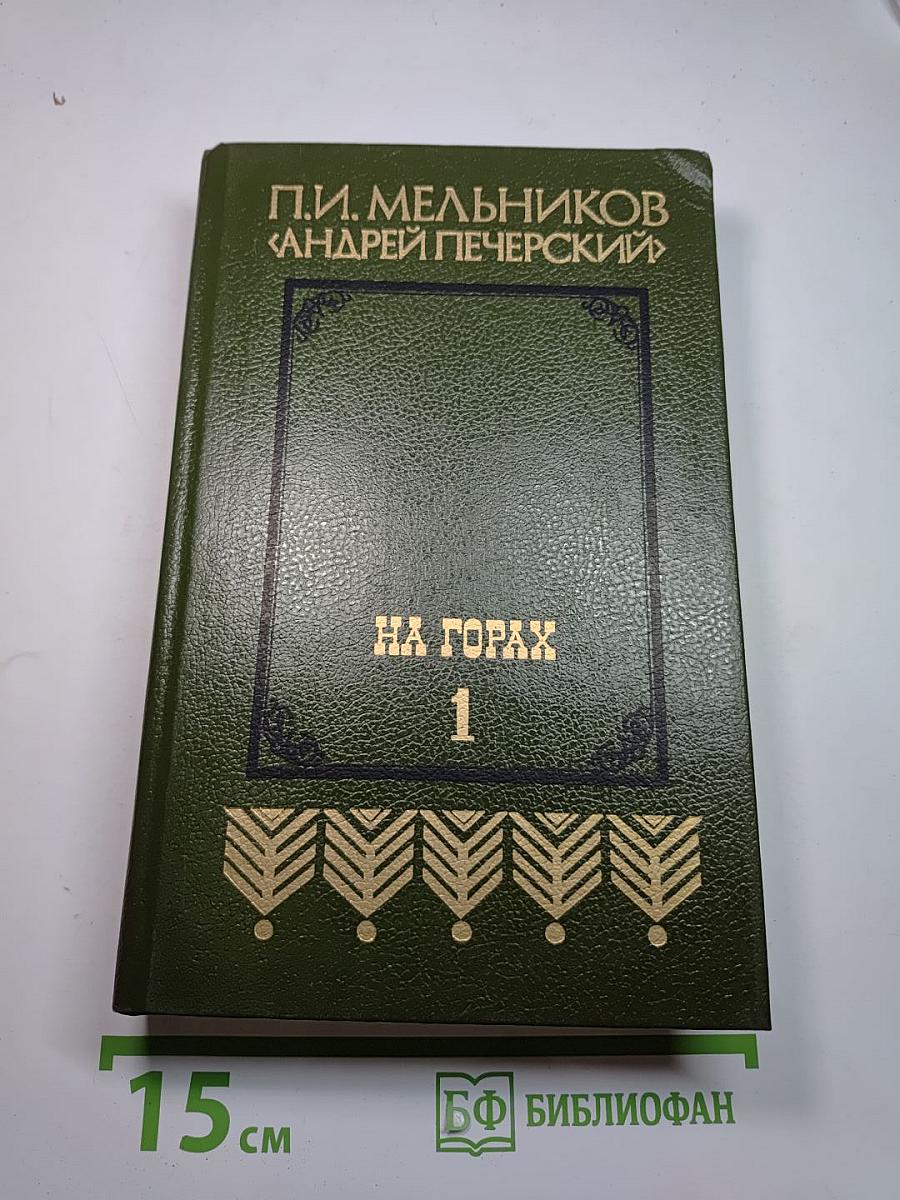 П.И. МЕЛЬНИКОВ
‹АНДРЕЙ ПЕЧЕРСКИЙ›
НА ГОРАХ
1
15 см
БФ БИБЛИОФАН